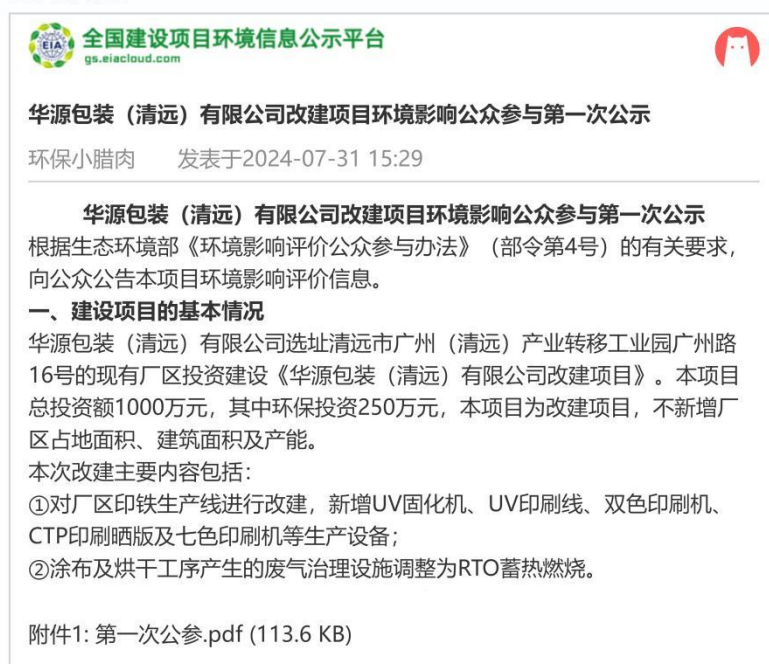 EIA
全国建设项目环境信息公示平台
gs.eiacloud.com
华源包装（清远）有限公司改建项目环境影响公众参与第一次公示
环保小腊肉 发表于2024-07-31 15:29
华源包装（清远）有限公司改建项目环境影响公众参与第一次公示
根据生态环境部《环境影响评价公众参与办法》（部令第4号）的有关要求，
向公众公告本项目环境影响评价信息。
一、建设项目的基本情况
华源包装（清远）有限公司选址清远市广州（清远）产业转移工业园广州路
16号的现有厂区投资建设《华源包装（清远）有限公司改建项目》。本项目
总投资额1000万元，其中环保投资250万元，本项目为改建项目，不新增厂
区占地面积、建筑面积及产能。
本次改建主要内容包括：
①对厂区印铁生产线进行改建，新增UV固化机、UV印刷线、双色印刷机、
CTP印刷晒版及七色印刷机等生产设备；
②涂布及烘干工序产生的废气治理设施调整为RTO蓄热燃烧。
附件1: 第一次公参.pdf (113.6 KB)